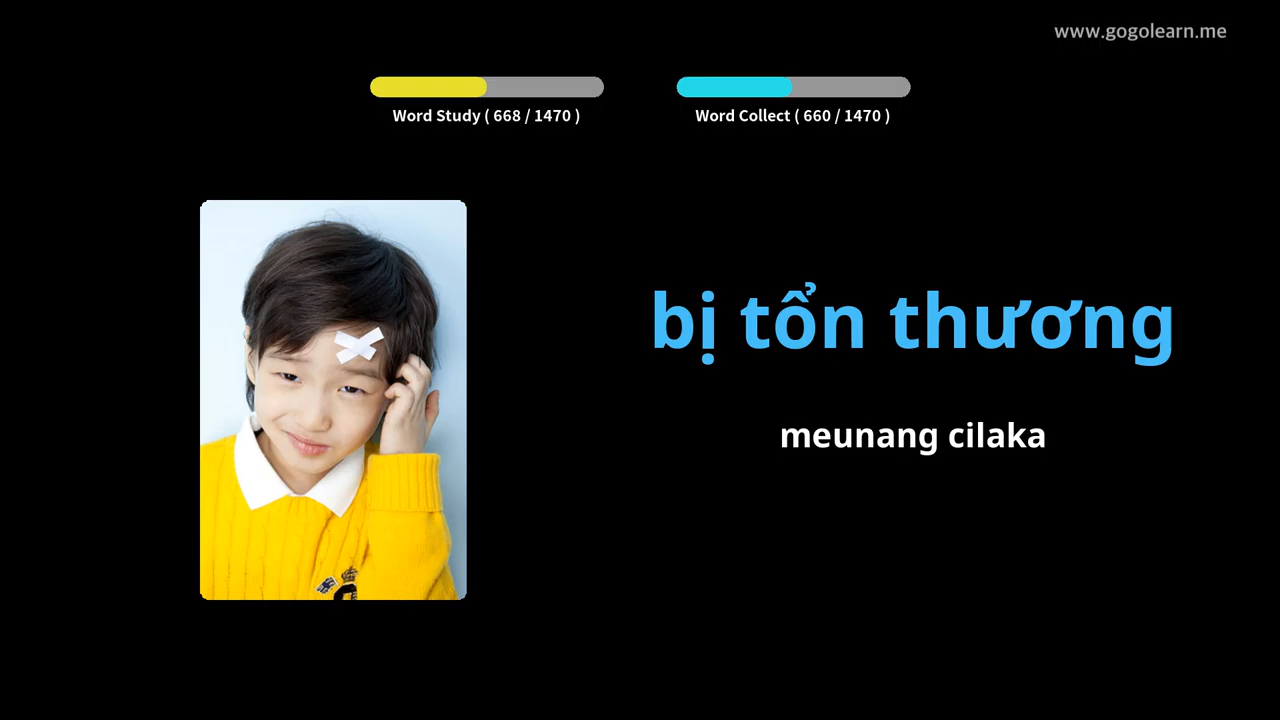 www.gogolearn.me
Word Study ( 668 / 1470 )
Word Collect ( 660 / 1470 )
bị tổn thương
meunang cilaka